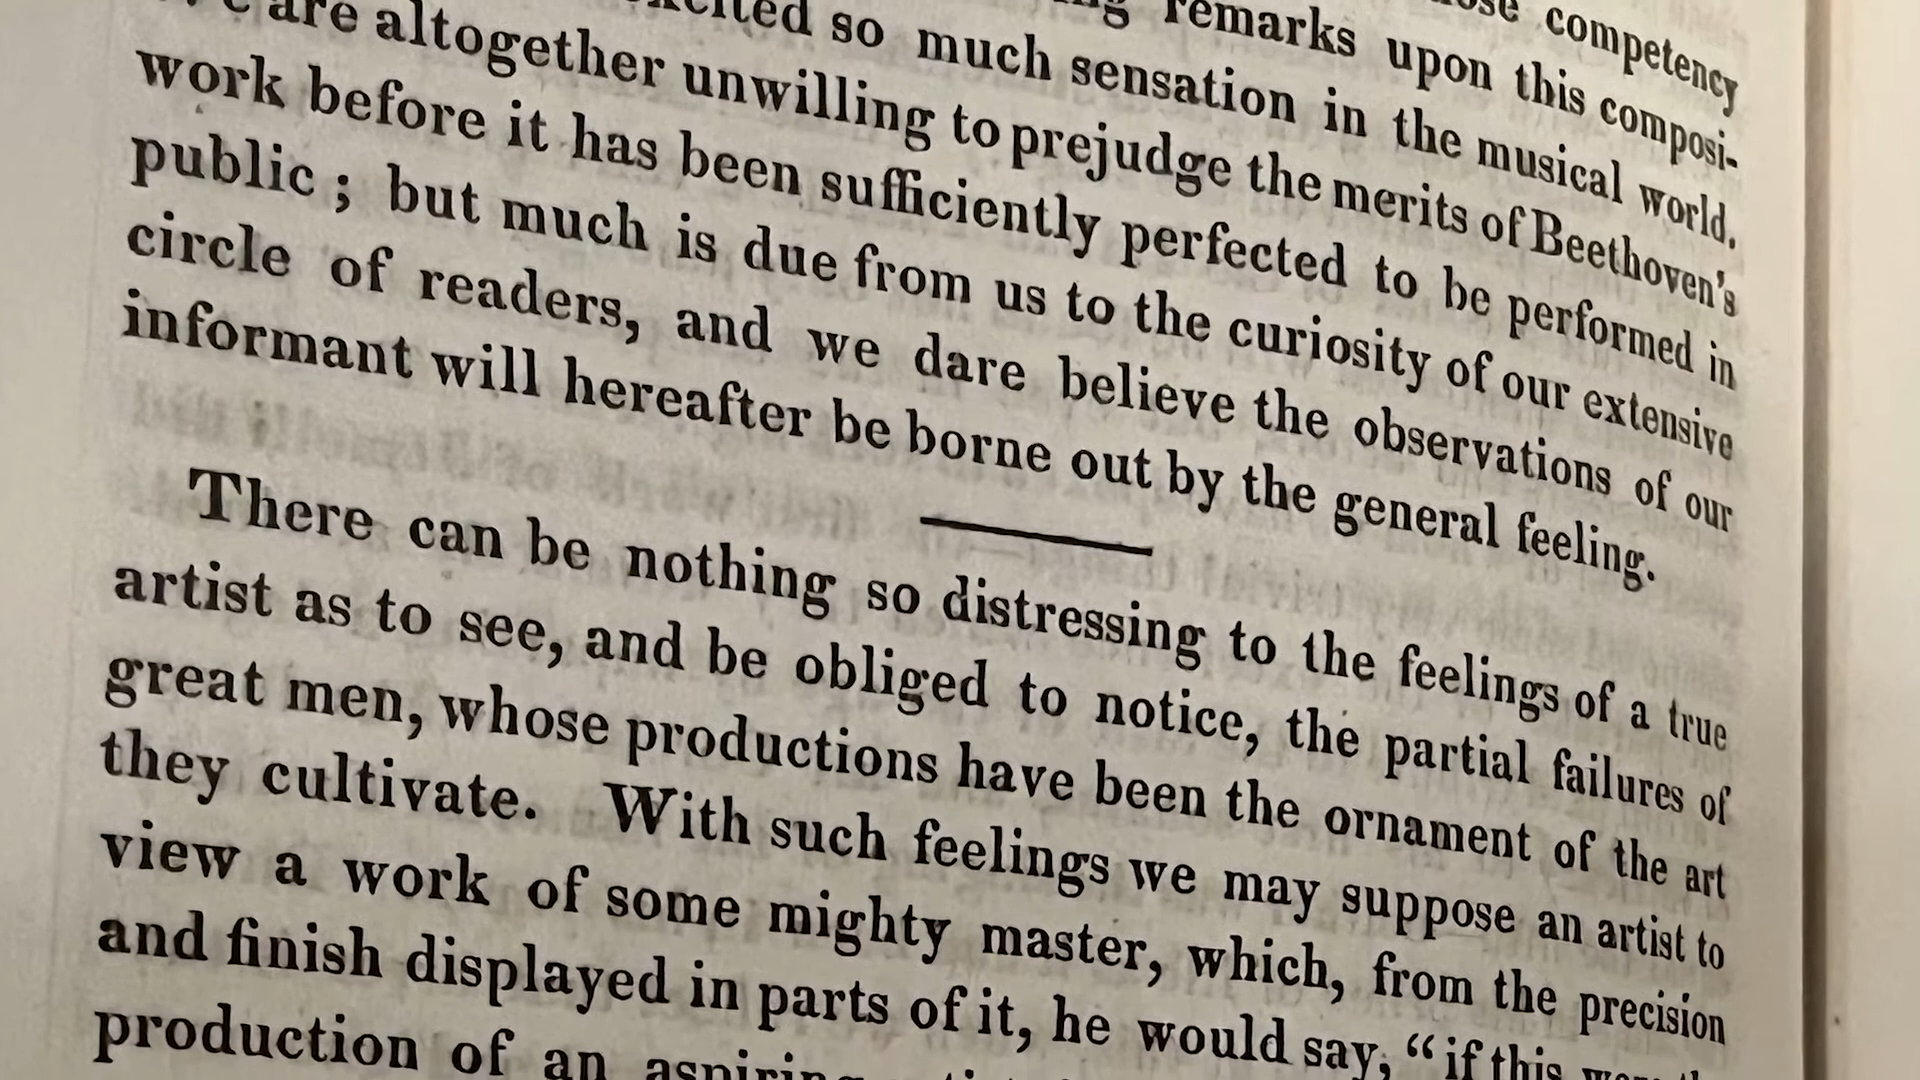 competency
remarks upon this composi-
so much sensation in the musical world.
are altogether unwilling to prejudge the merits of Beethoven's
work before it has been sufficiently perfected to be performed in
public ; but much is due from us to the curiosity of our extensive
circle of readers, and we dare believe the observations of our
informant will hereafter be borne out by the general feeling.
There can be nothing so distressing to the feelings of a true
artist as to see, and be obliged to notice, the partial failures of
great men, whose productions have been the ornament of the art
they cultivate. With such feelings we may suppose an artist to
view a work of some mighty master, which, from the precision
and finish displayed in parts of it, he would say, “if this
production of an